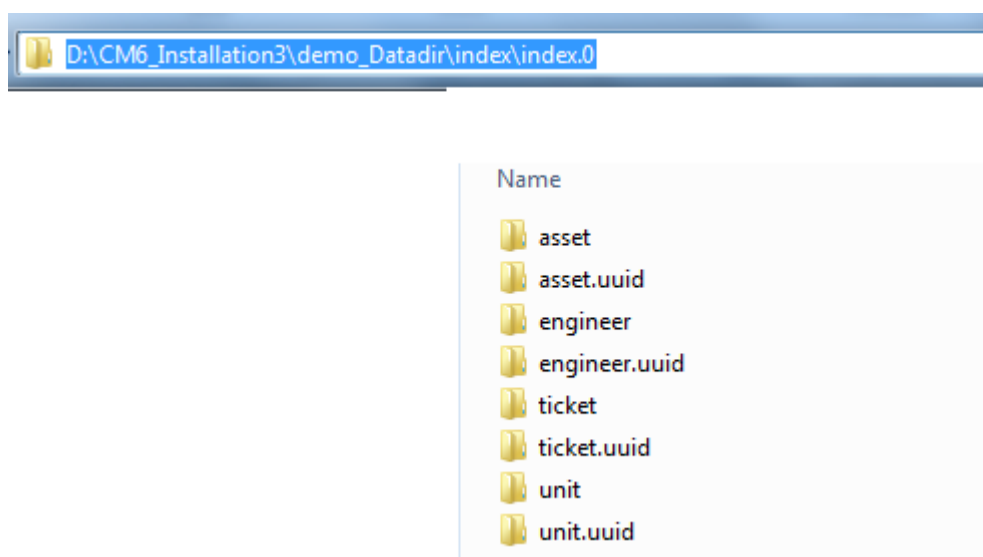 D:\CM6_Installation3\demo_Datadir\index\index.0
Name
asset
asset.uuid
engineer
engineer.uuid
ticket
ticket.uuid
unit
unit.uuid